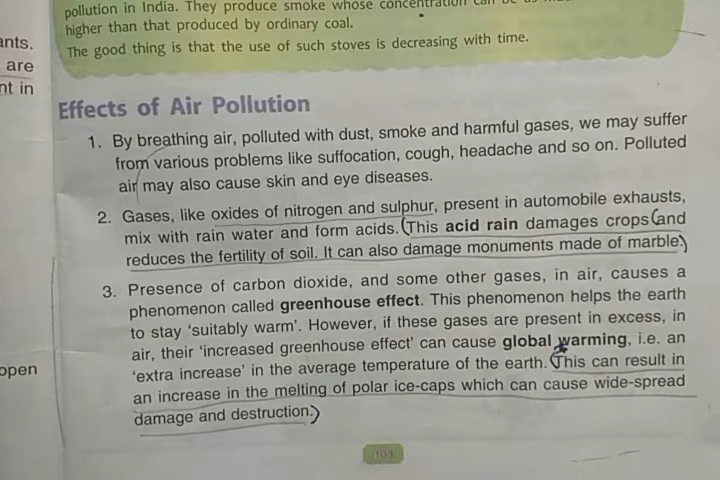 pollution in India. They produce smoke whose concentration can be as
higher than that produced by ordinary coal.
The good thing is that the use of such stoves is decreasing with time.
ants.
are
nt in
Effects of Air Pollution
1. By breathing air, polluted with dust, smoke and harmful gases, we may suffer
from various problems like suffocation, cough, headache and so on. Polluted
air may also cause skin and eye diseases.
2. Gases, like oxides of nitrogen and sulphur, present in automobile exhausts,
mix with rain water and form acids. (This acid rain damages crops (and
reduces the fertility of soil. It can also damage monuments made of marble)
3. Presence of carbon dioxide, and some other gases, in air, causes a
phenomenon called greenhouse effect. This phenomenon helps the earth
to stay 'suitably warm'. However, if these gases are present in excess, in
air, their 'increased greenhouse effect' can cause global warming, i.e. an
'extra increase' in the average temperature of the earth. (This can result in
an increase in the melting of polar ice-caps which can cause wide-spread
damage and destruction.)
open
103